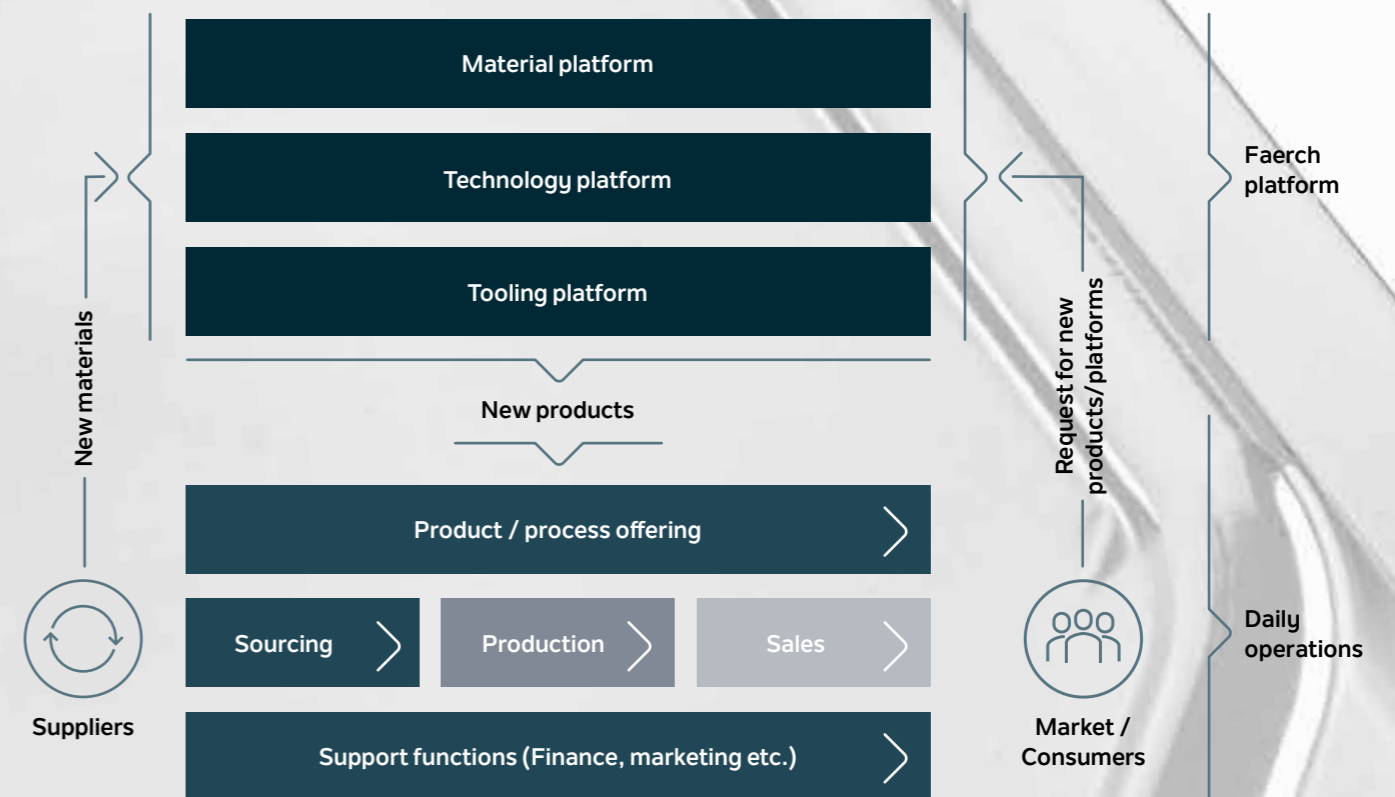 Material platform
Technology platform
Tooling platform
Faerch
platform
New materials
Request for new
products/platforms
New products
Product / process offering
Sourcing
Production
Sales
Daily
operations
Suppliers
Market /
Consumers
Support functions (Finance, marketing etc.)